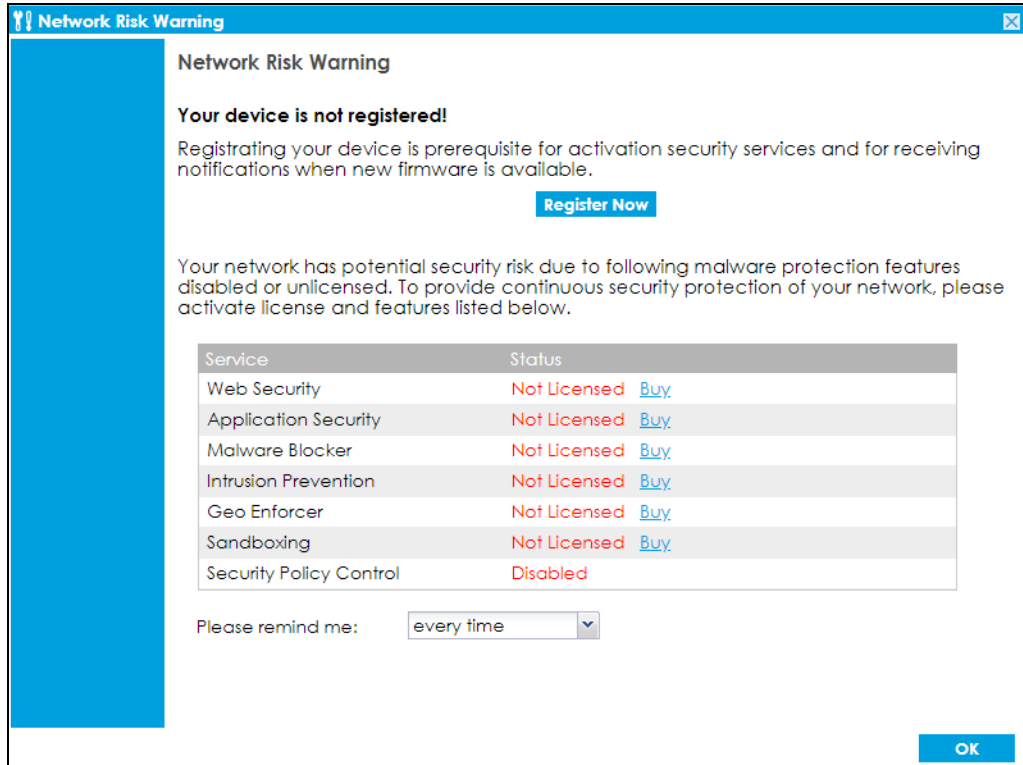 Network Risk Warning
Network Risk Warning
Your device is not registered!
Registrating your device is prerequisite for activation security services and for receiving
notifications when new firmware is available.
Register Now
Your network has potential security risk due to following malware protection features
disabled or unlicensed. To provide continuous security protection of your network, please
activate license and features listed below.
Service Status
Web Security Not Licensed Buy
Application Security Not Licensed Buy
Malware Blocker Not Licensed Buy
Intrusion Prevention Not Licensed Buy
Geo Enforcer Not Licensed Buy
Sandboxing Not Licensed Buy
Security Policy Control Disabled
Please remind me: every time
OK